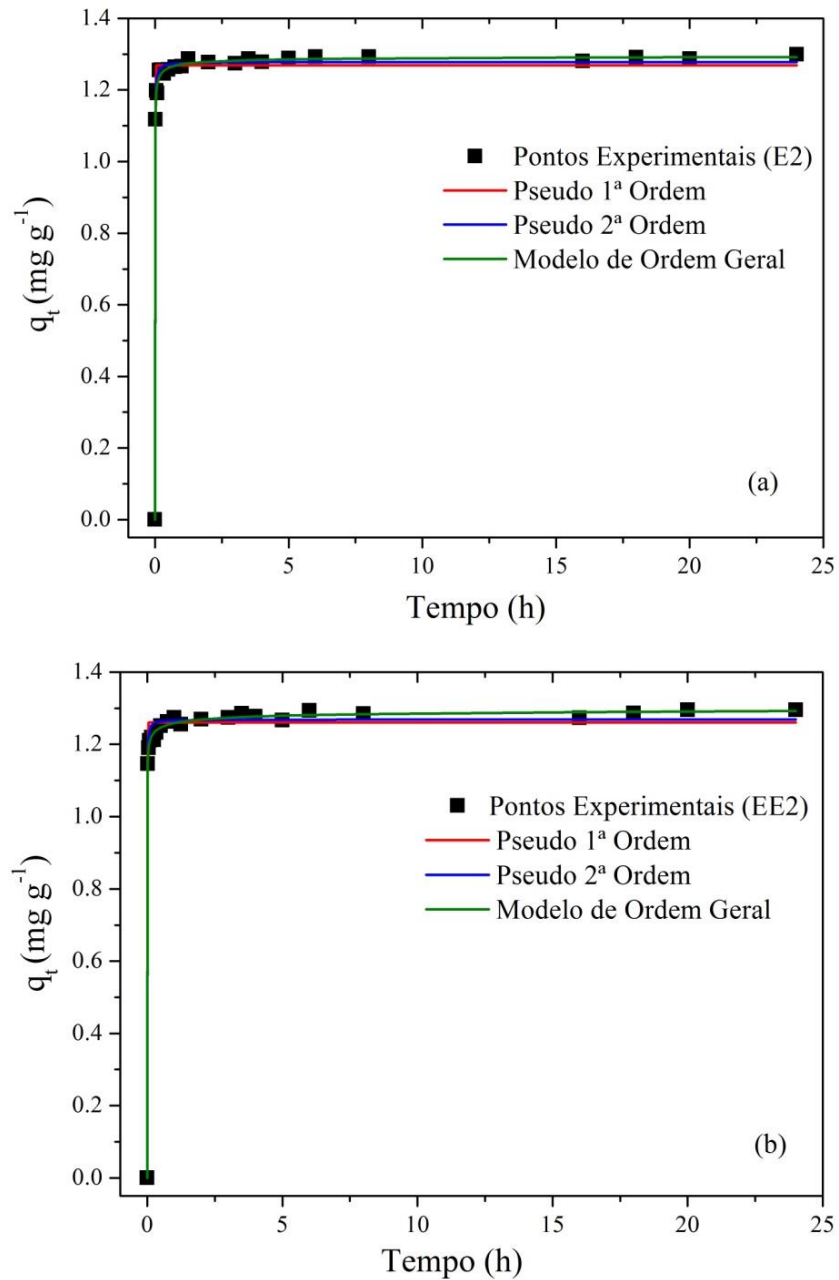 1.4
1.2
1.0
0.8
0.6
0.4
0.2
0.0
q_t (mg g⁻¹)
Pontos Experimentais (E2)
Pseudo 1ª Ordem
Pseudo 2ª Ordem
Modelo de Ordem Geral
(a)
0 5 10 15 20 25
Tempo (h)
1.4
1.2
1.0
0.8
0.6
0.4
0.2
0.0
q_t (mg g⁻¹)
Pontos Experimentais (EE2)
Pseudo 1ª Ordem
Pseudo 2ª Ordem
Modelo de Ordem Geral
(b)
0 5 10 15 20 25
Tempo (h)